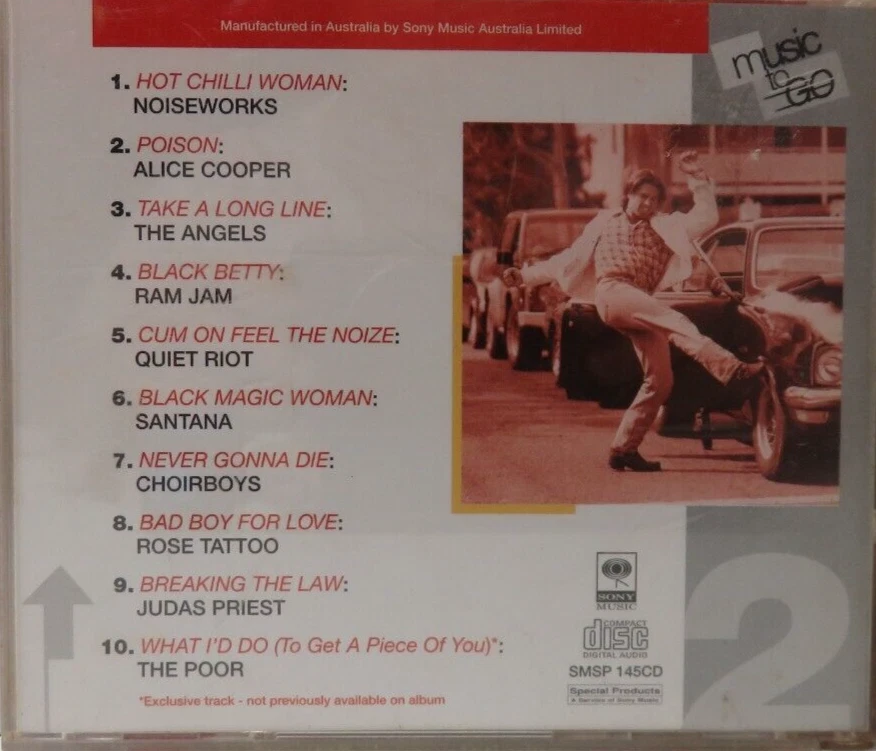 Manufactured in Australia by Sony Music Australia Limited
music
to
GO
1. HOT CHILLI WOMAN:
NOISEWORKS
2. POISON:
ALICE COOPER
3. TAKE A LONG LINE:
THE ANGELS
4. BLACK BETTY:
RAM JAM
5. CUM ON FEEL THE NOIZE:
QUIET RIOT
6. BLACK MAGIC WOMAN:
SANTANA
7. NEVER GONNA DIE:
CHOIRBOYS
8. BAD BOY FOR LOVE:
ROSE TATTOO
9. BREAKING THE LAW:
JUDAS PRIEST
10. WHAT I'D DO (To Get A Piece Of You)*:
THE POOR
*Exclusive track - not previously available on album
SONY
MUSIC
COMPACT
disc
DIGITAL AUDIO
SMSP 145CD
Special Products
A Service of Sony Music
2